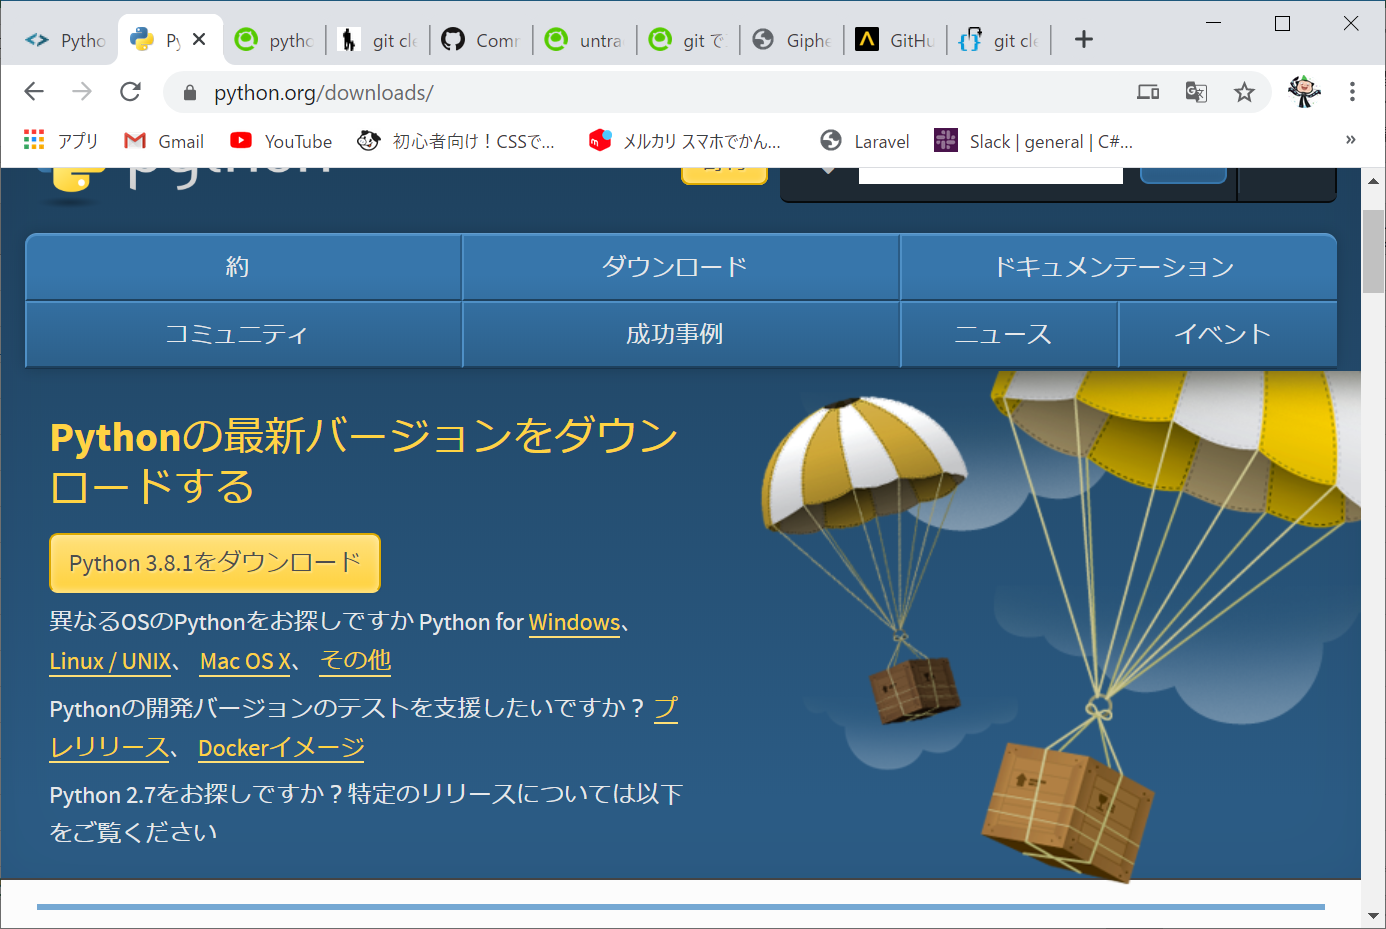 Pytho
Py
pytho
git cle
Comm
untra
git で
Giphe
GitHu
git cle
python.org/downloads/
アプリ
Gmail
YouTube
初心者向け！CSSで...
メルカリ スマホでかん...
Laravel
Slack | general | C#...
python
約
ダウンロード
ドキュメンテーション
コミュニティ
成功事例
ニュース
イベント
Pythonの最新バージョンをダウン
ロードする
Python 3.8.1をダウンロード
異なるOSのPythonをお探しですか Python for Windows、
Linux / UNIX、 Mac OS X、 その他
Pythonの開発バージョンのテストを支援したいですか？ プ
レリリース、 Dockerイメージ
Python 2.7をお探しですか？特定のリリースについては以下
をご覧ください